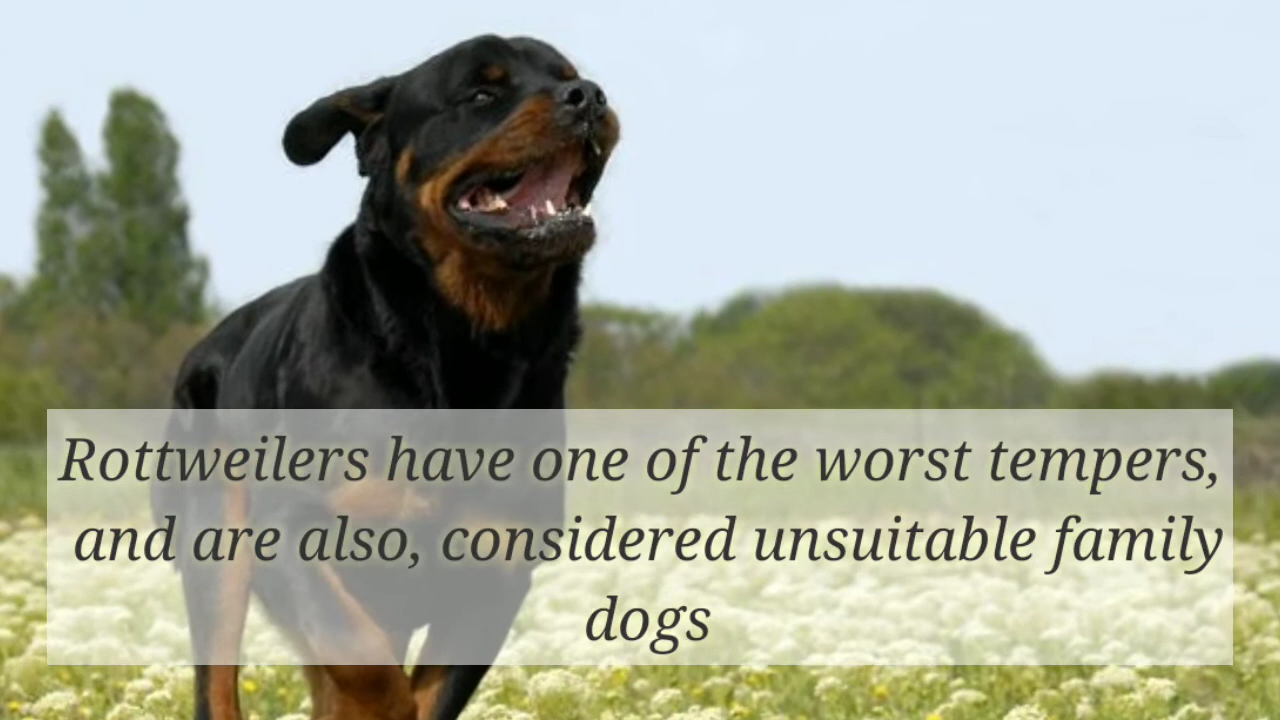 Rottweilers have one of the worst tempers,
and are also, considered unsuitable family
dogs